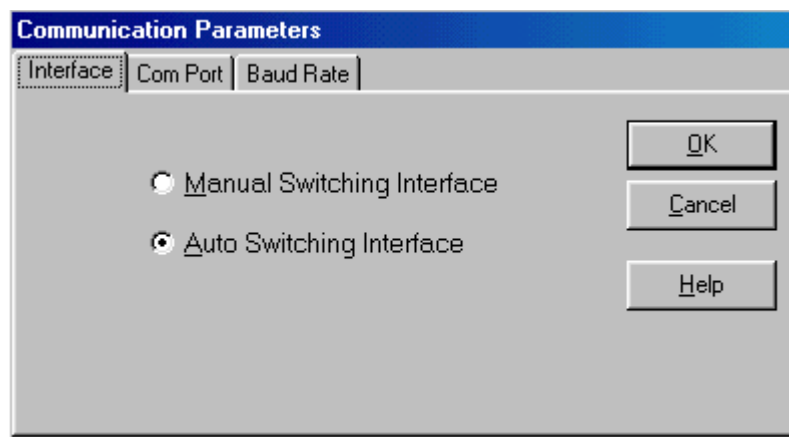 Communication Parameters
Interface Com Port Baud Rate
OK
Manual Switching Interface
Cancel
Auto Switching Interface
Help